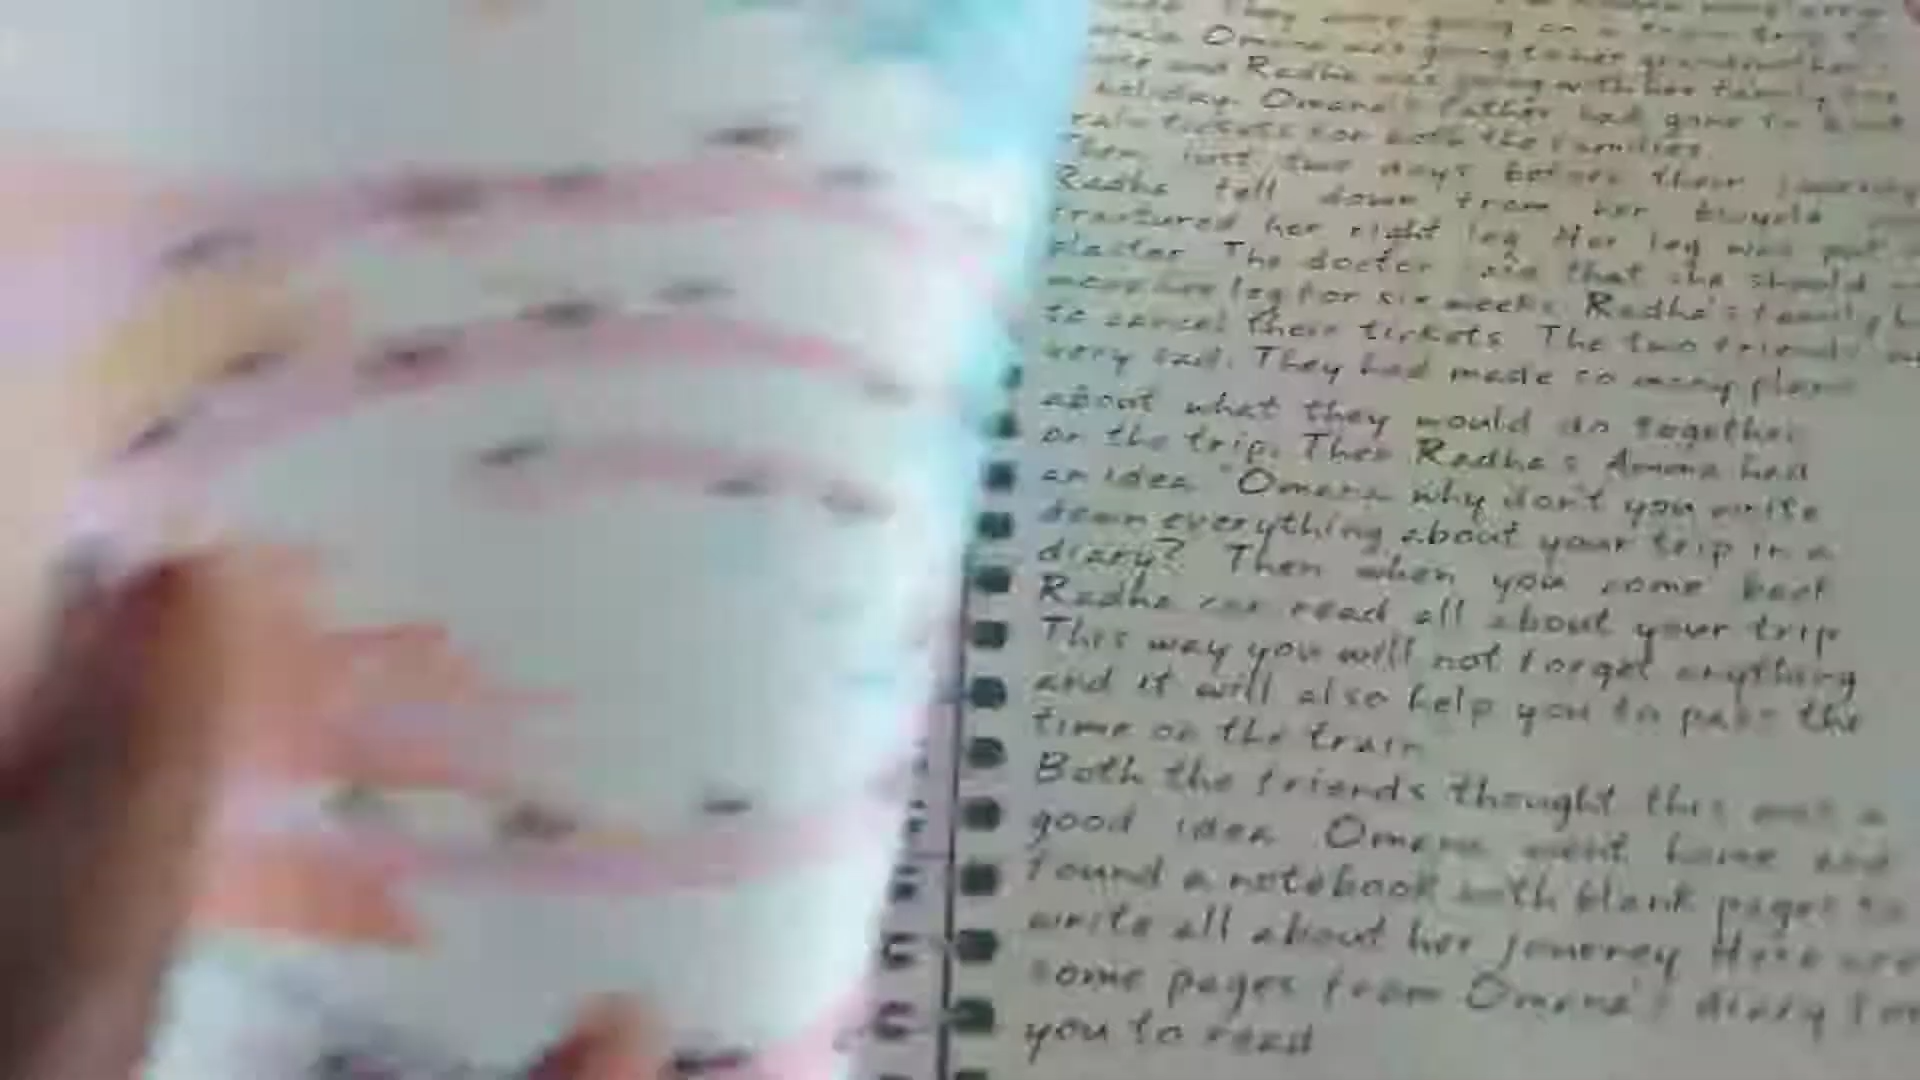 They were going on a train trip
Omana was going to her grandmother's
and Radha was going with her family for
holiday. Omana's father had gone to book
train tickets for both the families
Then just two days before their journey
Radha fell down from her bicycle and
fractured her right leg Her leg was put in
plaster The doctor said that she should
move her leg for six weeks. Radha's family
to cancel their tickets. The two friends
very sad. They had made so many plans
about what they would do together
on the trip. Then Radha's Amma had
an idea "Omana why don't you write
down everything about your trip in a
diary? Then when you come back
Radha can read all about your trip
This way you will not forget anything
and it will also help you to pass the
time on the train
Both the friends thought this was a
good idea Omana went home and
found a notebook with blank pages to
write all about her journey Here are
some pages from Omana's diary for
you to read